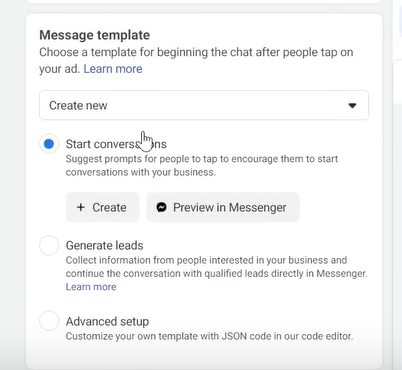 Message template
Choose a template for beginning the chat after people tap on
your ad. Learn more
Create new
Start conversations
Suggest prompts for people to tap to encourage them to start
conversations with your business.
+ Create
Preview in Messenger
Generate leads
Collect information from people interested in your business and
continue the conversation with qualified leads directly in Messenger.
Learn more
Advanced setup
Customize your own template with JSON code in our code editor.